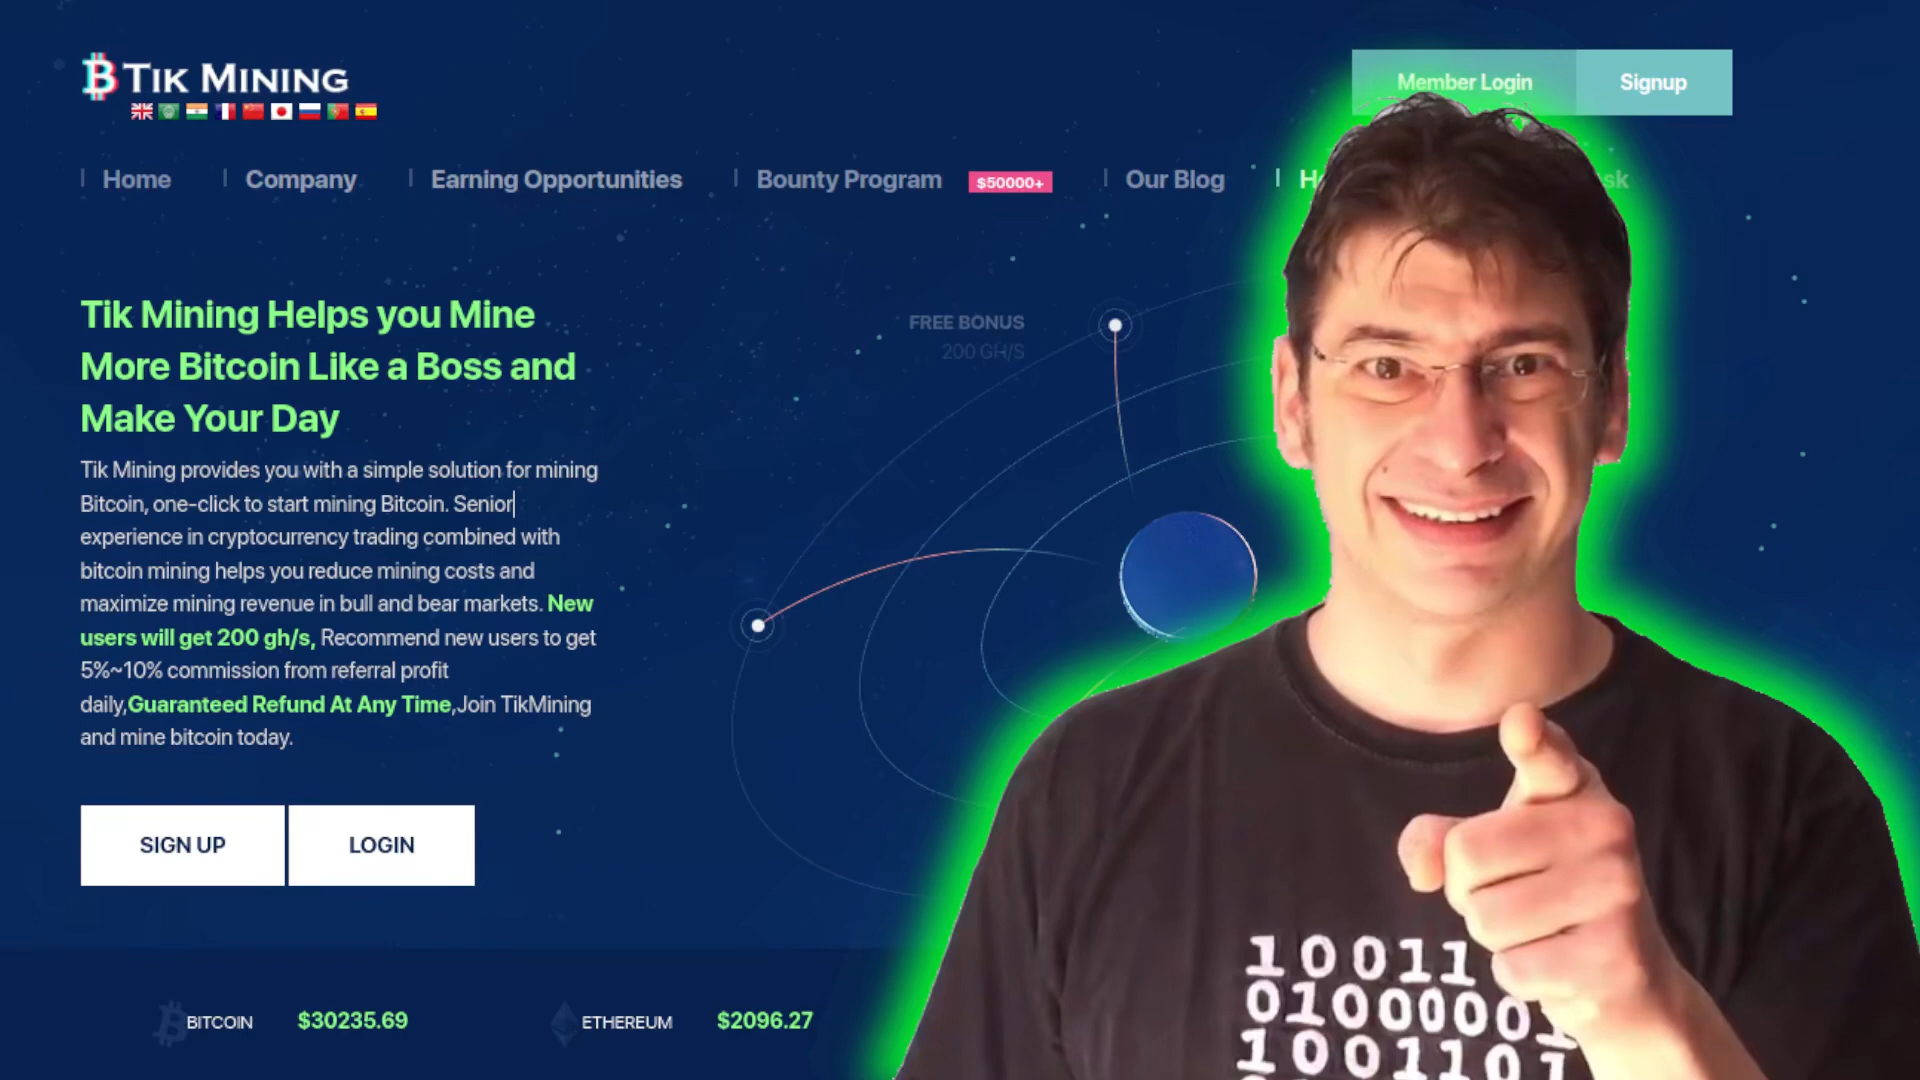 TIK MINING
Member Login
Signup
Home
Company
Earning Opportunities
Bounty Program
$50000+
Our Blog
Tik Mining Helps you Mine
More Bitcoin Like a Boss and
Make Your Day
FREE BONUS
200 GH/S
Tik Mining provides you with a simple solution for mining
Bitcoin, one-click to start mining Bitcoin. Senior
experience in cryptocurrency trading combined with
bitcoin mining helps you reduce mining costs and
maximize mining revenue in bull and bear markets. New
users will get 200 gh/s, Recommend new users to get
5%~10% commission from referral profit
daily,Guaranteed Refund At Any Time,Join TikMining
and mine bitcoin today.
SIGN UP
LOGIN
BITCOIN
$30235.69
ETHEREUM
$2096.27
10011
0100000
1001101